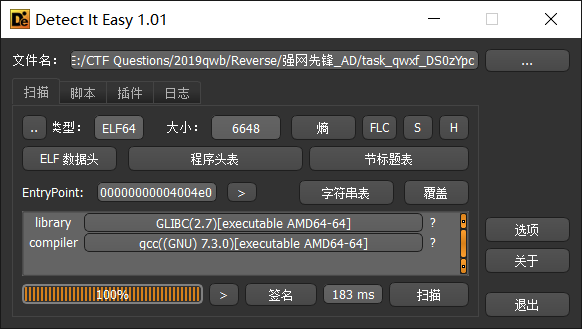 Detect It Easy 1.01
文件名: E:/CTF Questions/2019qwb/Reverse/强网先锋_AD/task_qwxf_DS0zYpc ...
扫描 脚本 插件 日志
.. 类型: ELF64 大小: 6648 熵 FLC S H
ELF 数据头 程序头表 节标题表
EntryPoint: 00000000004004e0 > 字符串表 覆盖
library GLIBC(2.7)[executable AMD64-64] ?
compiler gcc((GNU) 7.3.0)[executable AMD64-64] ?
选项
关于
100% > 签名 183 ms 扫描 退出